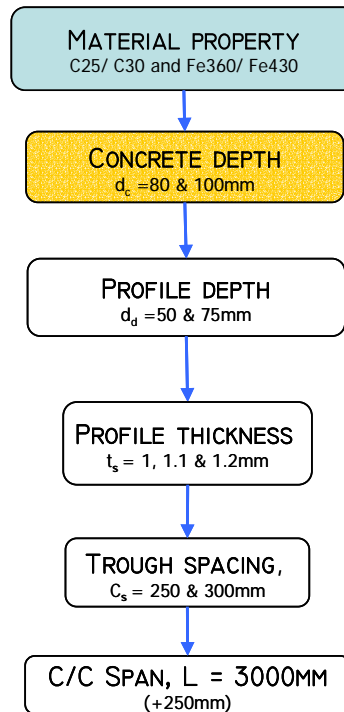 MATERIAL PROPERTY
C25/ C30 and Fe360/ Fe430
CONCRETE DEPTH
dc =80 & 100mm
PROFILE DEPTH
dd =50 & 75mm
PROFILE THICKNESS
ts = 1, 1.1 & 1.2mm
TROUGH SPACING,
Cs = 250 & 300mm
C/C SPAN, L = 3000MM
(+250mm)